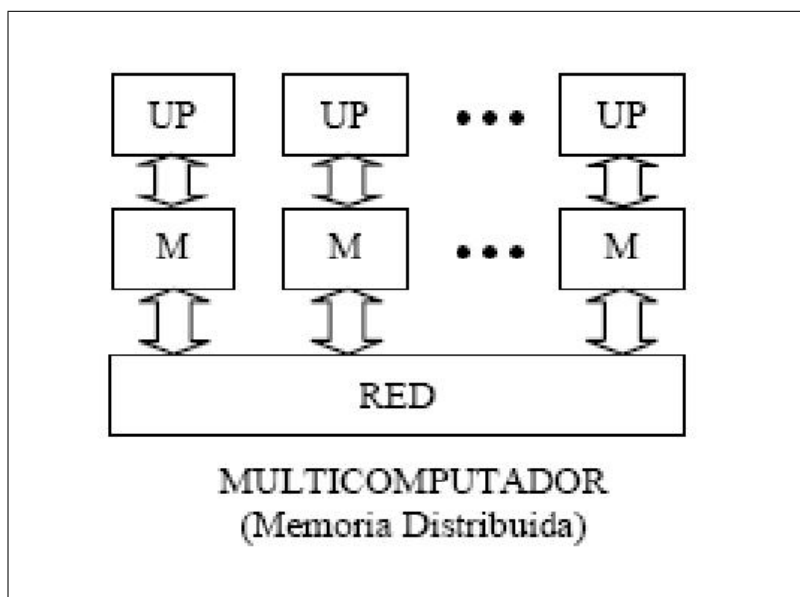 UP UP UP
M M M
RED
MULTICOMPUTADOR
(Memoria Distribuida)